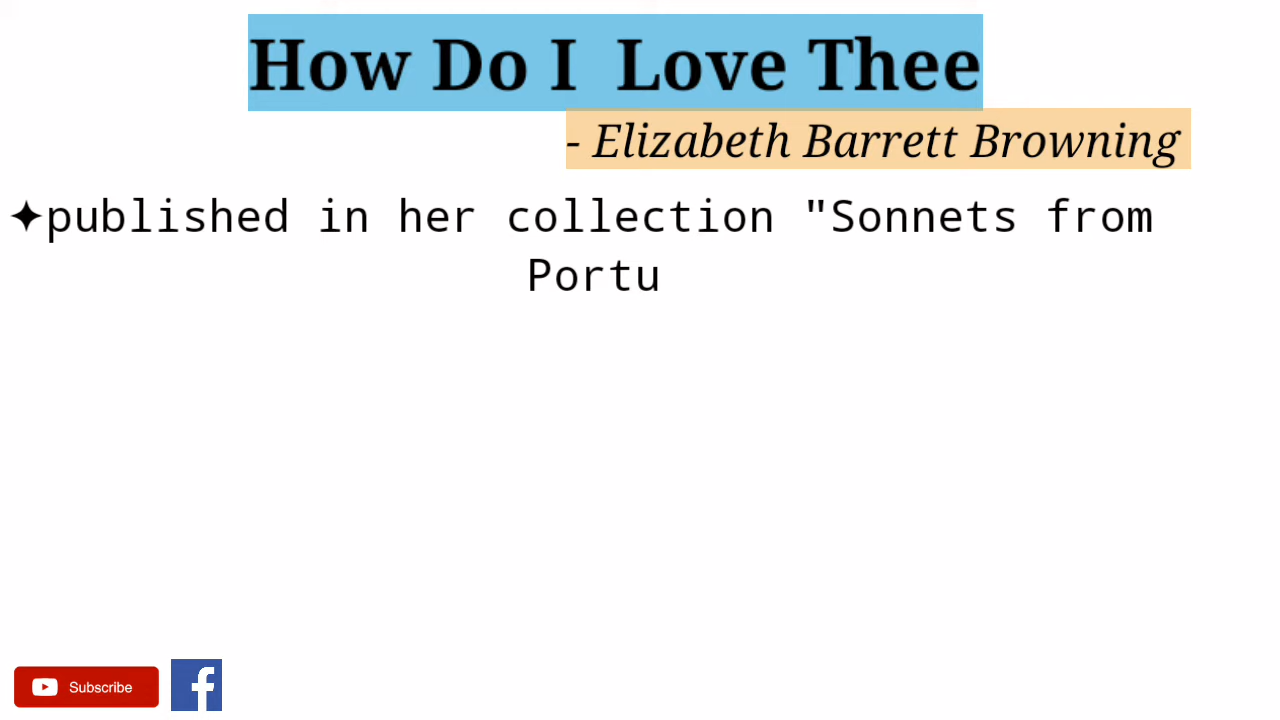 How Do I Love Thee
- Elizabeth Barrett Browning
✦published in her collection "Sonnets from
Portu
Subscribe